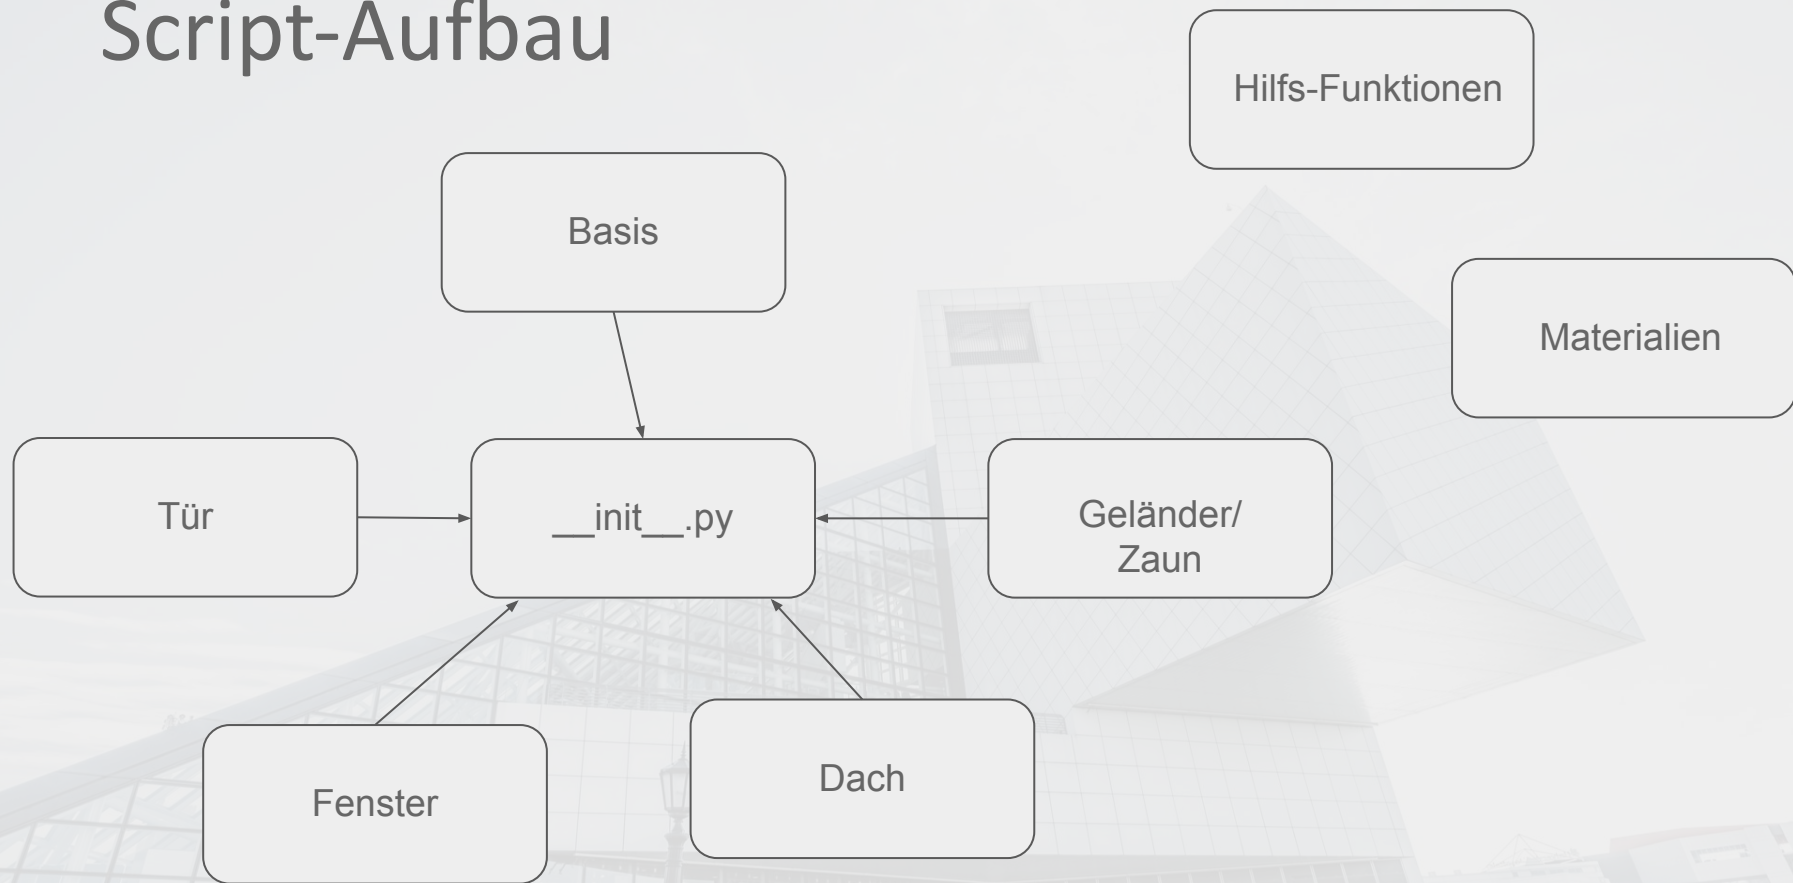 Script-Aufbau
Hilfs-Funktionen
Basis
Materialien
Tür
__init__.py
Geländer/
Zaun
Fenster
Dach